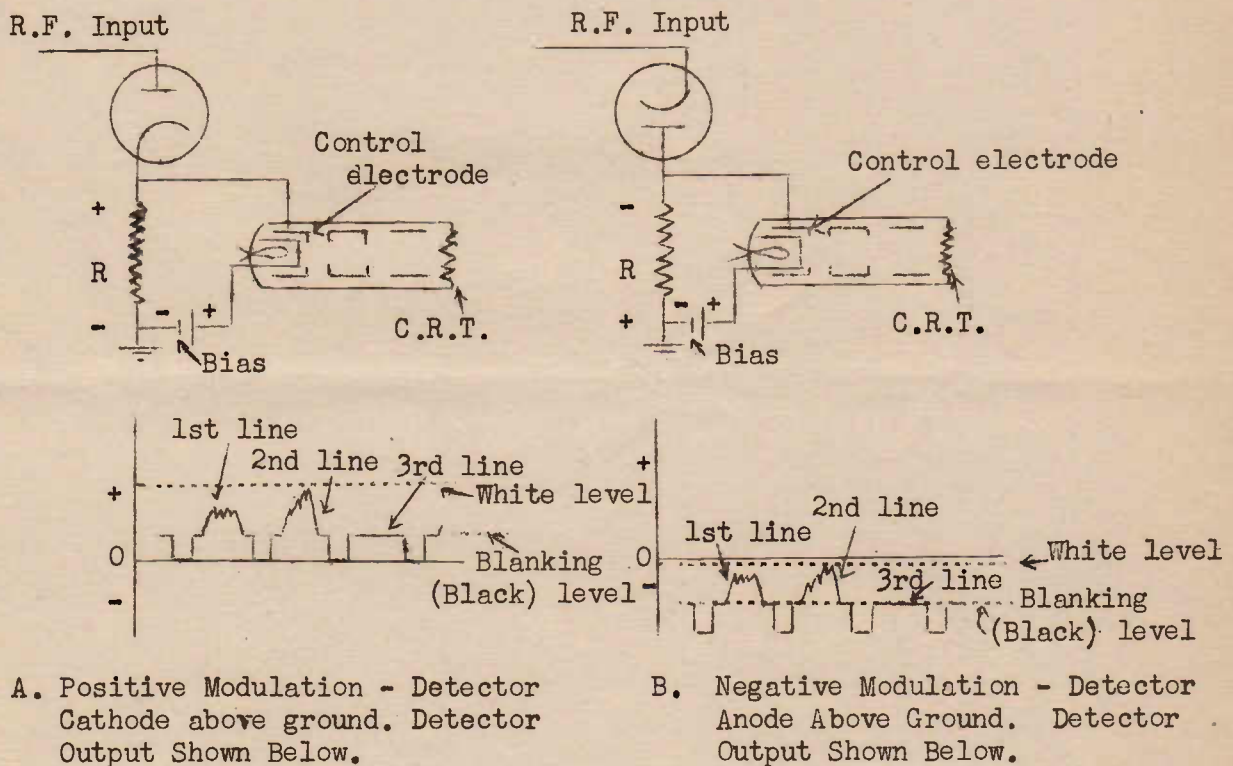 R.F. Input
Control
electrode
+
R
-
- +
Bias
C.R.T.
R.F. Input
Control electrode
-
R
+
- +
Bias
C.R.T.
1st line
2nd line
3rd line
+
White level
0
Blanking
(Black) level
-
+
2nd line
1st line
0
White level
-
3rd line
Blanking
(Black) level
A. Positive Modulation - Detector
Cathode above ground. Detector
Output Shown Below.
B. Negative Modulation - Detector
Anode Above Ground. Detector
Output Shown Below.